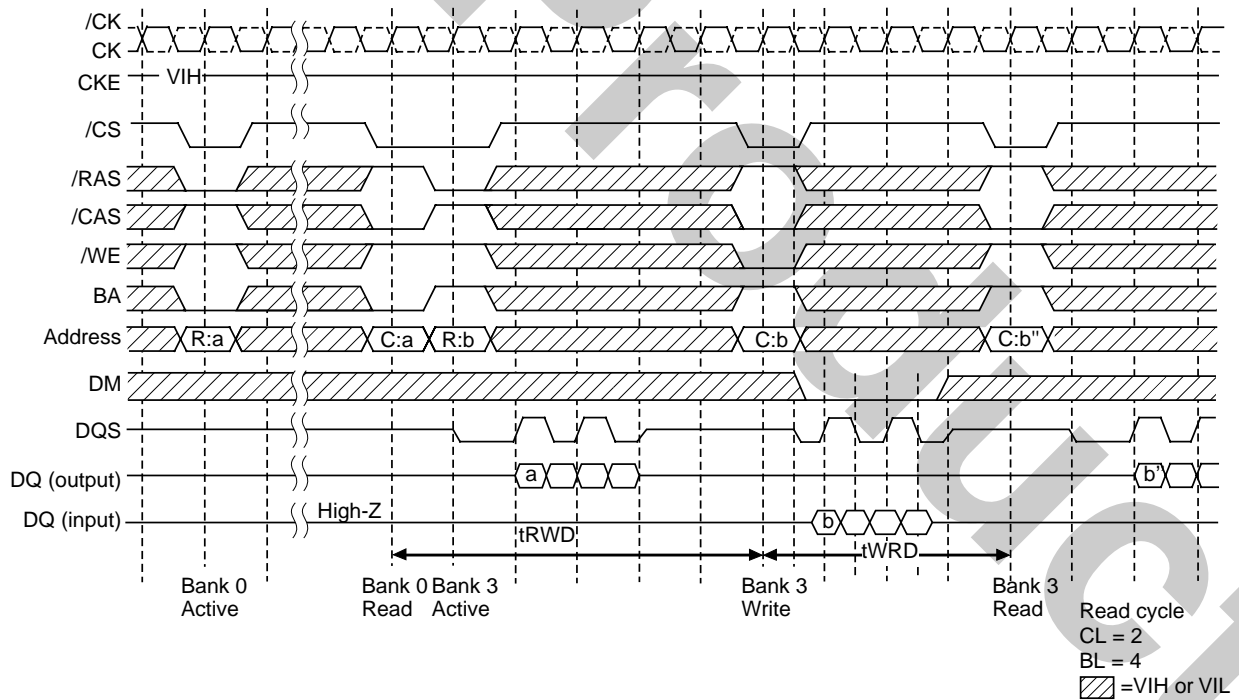 /CK
CK
CKE
VIH
/CS
/RAS
/CAS
/WE
BA
Address
R:a
C:a
R:b
C:b
C:b"
DM
DQS
DQ (output)
a
b'
DQ (input)
High-Z
b
tRWD
tWRD
Bank 0
Active
Bank 0
Read
Bank 3
Active
Bank 3
Write
Bank 3
Read
Read cycle
CL = 2
BL = 4
=VIH or VIL
roduct